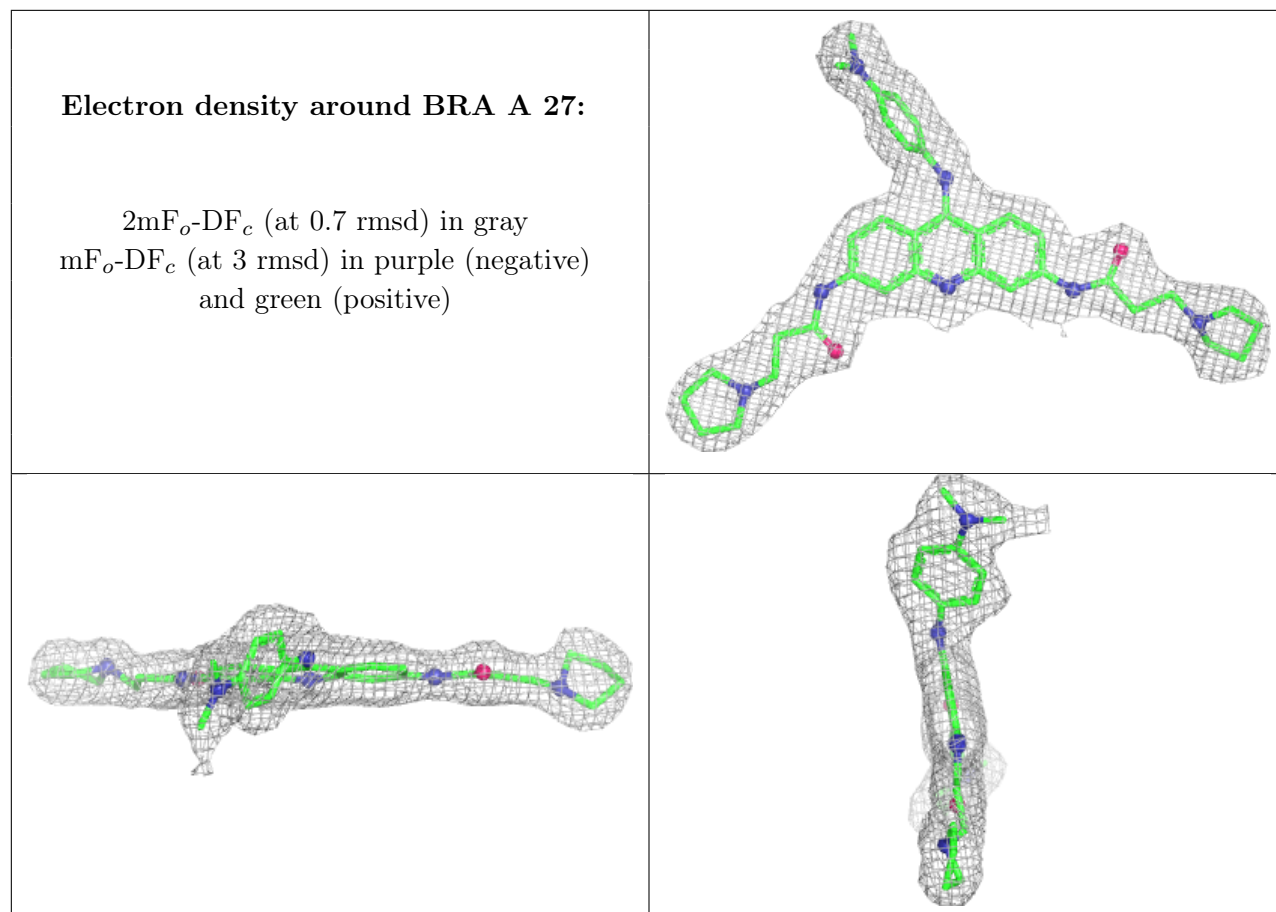 Electron density around BRA A 27:
2mFo-DFc (at 0.7 rmsd) in gray
mFo-DFc (at 3 rmsd) in purple (negative)
and green (positive)